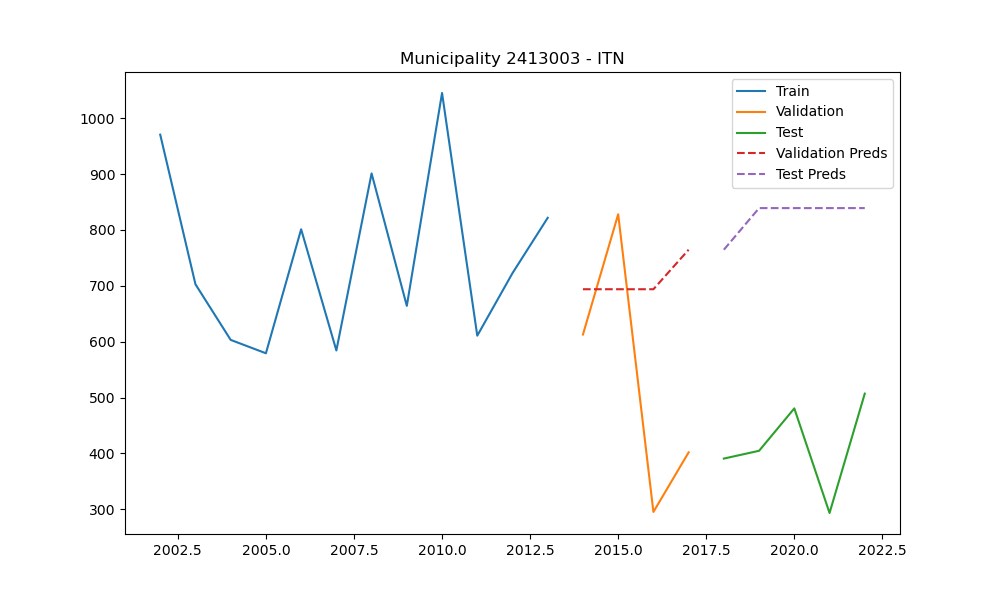 Municipality 2413003 - ITN
Train
Validation
Test
Validation Preds
Test Preds
1000
900
800
700
600
500
400
300
2002.5 2005.0 2007.5 2010.0 2012.5 2015.0 2017.5 2020.0 2022.5